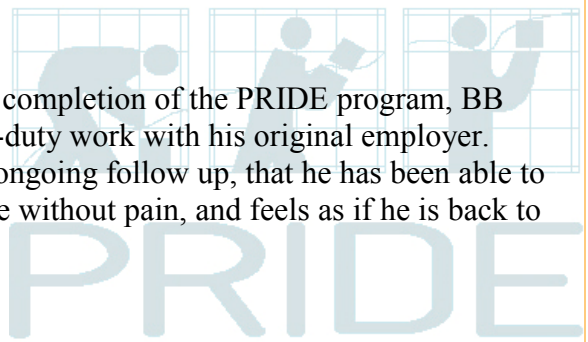 completion of the PRIDE program, BB
-duty work with his original employer.
ongoing follow up, that he has been able to
e without pain, and feels as if he is back to
PRIDE